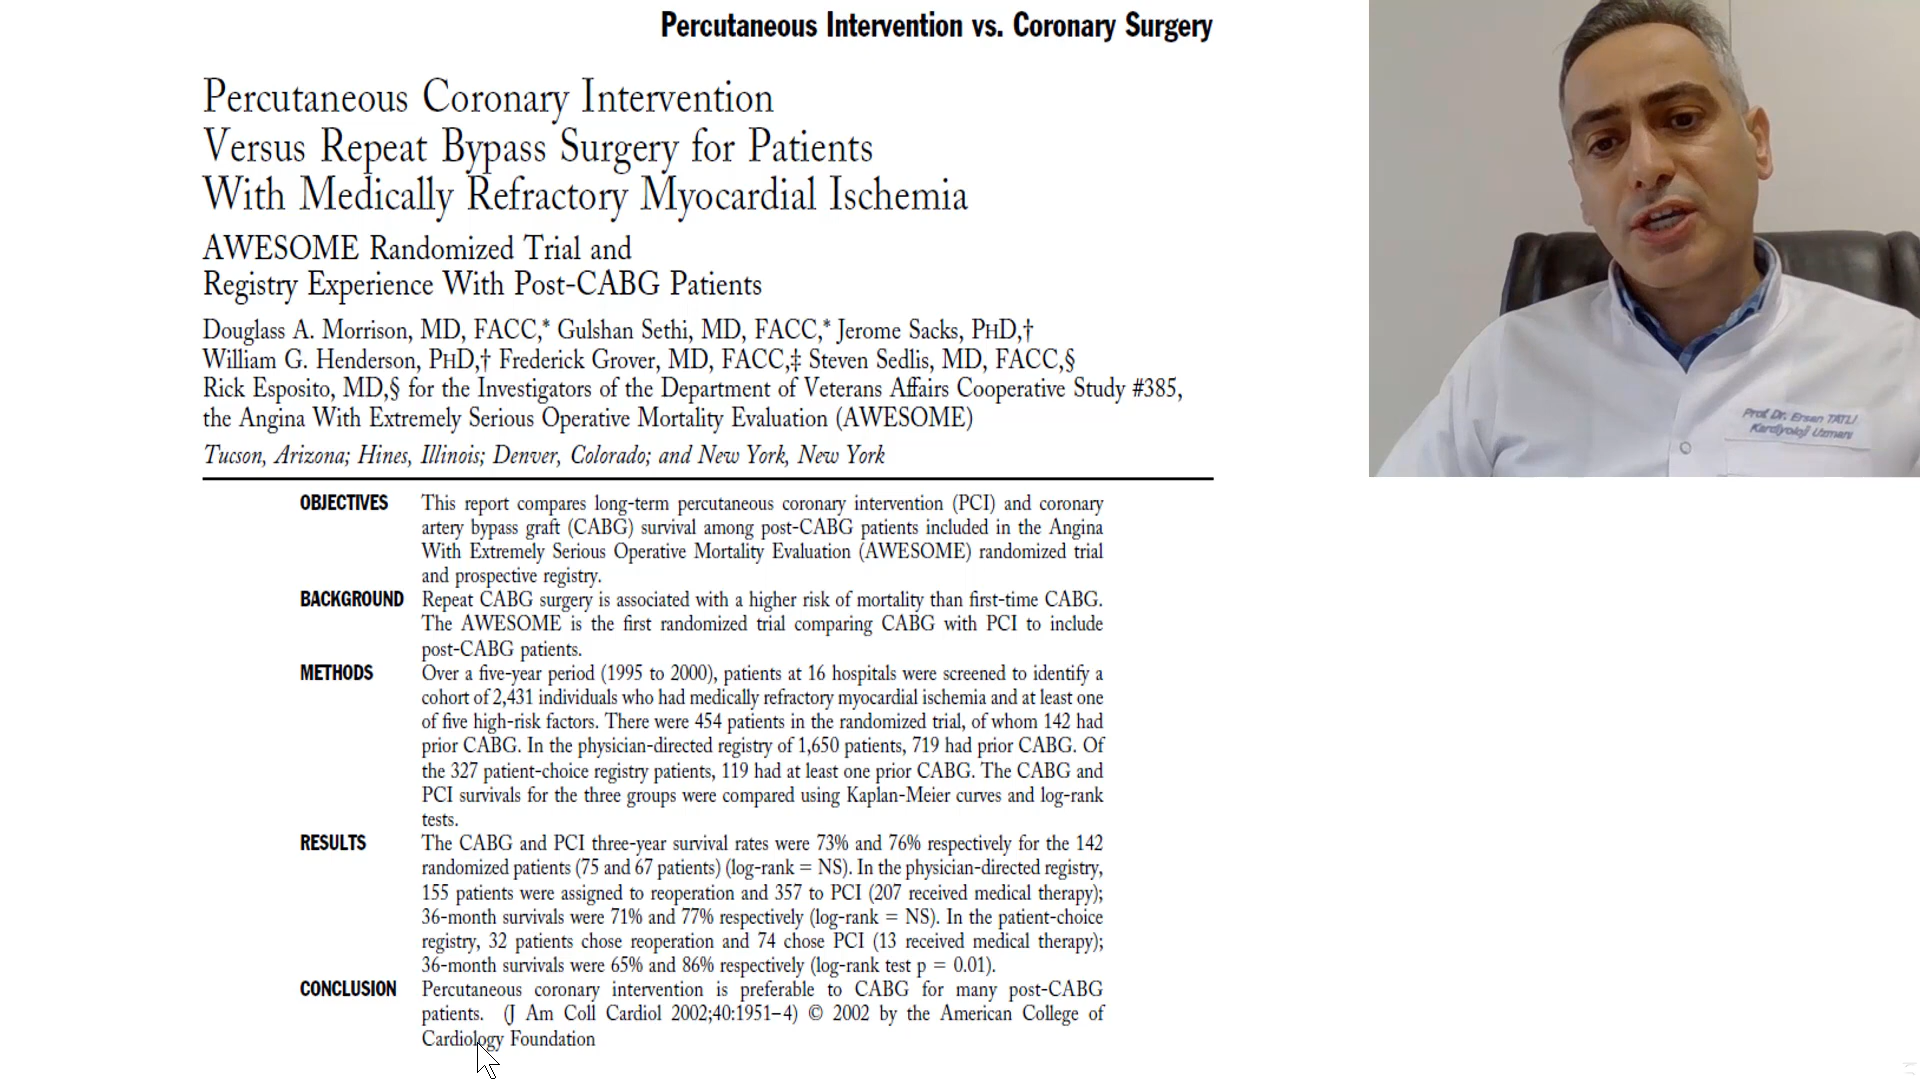 Percutaneous Intervention vs. Coronary Surgery
Percutaneous Coronary Intervention
Versus Repeat Bypass Surgery for Patients
With Medically Refractory Myocardial Ischemia
AWESOME Randomized Trial and
Registry Experience With Post-CABG Patients
Douglass A. Morrison, MD, FACC,* Gulshan Sethi, MD, FACC,* Jerome Sacks, PHD,†
William G. Henderson, PHD,† Frederick Grover, MD, FACC,‡ Steven Sedlis, MD, FACC,§
Rick Esposito, MD,§ for the Investigators of the Department of Veterans Affairs Cooperative Study #385,
the Angina With Extremely Serious Operative Mortality Evaluation (AWESOME)
Tucson, Arizona; Hines, Illinois; Denver, Colorado; and New York, New York
OBJECTIVES This report compares long-term percutaneous coronary intervention (PCI) and coronary
artery bypass graft (CABG) survival among post-CABG patients included in the Angina
With Extremely Serious Operative Mortality Evaluation (AWESOME) randomized trial
and prospective registry.
BACKGROUND Repeat CABG surgery is associated with a higher risk of mortality than first-time CABG.
The AWESOME is the first randomized trial comparing CABG with PCI to include
post-CABG patients.
METHODS Over a five-year period (1995 to 2000), patients at 16 hospitals were screened to identify a
cohort of 2,431 individuals who had medically refractory myocardial ischemia and at least one
of five high-risk factors. There were 454 patients in the randomized trial, of whom 142 had
prior CABG. In the physician-directed registry of 1,650 patients, 719 had prior CABG. Of
the 327 patient-choice registry patients, 119 had at least one prior CABG. The CABG and
PCI survivals for the three groups were compared using Kaplan-Meier curves and log-rank
tests.
RESULTS The CABG and PCI three-year survival rates were 73% and 76% respectively for the 142
randomized patients (75 and 67 patients) (log-rank = NS). In the physician-directed registry,
155 patients were assigned to reoperation and 357 to PCI (207 received medical therapy);
36-month survivals were 71% and 77% respectively (log-rank = NS). In the patient-choice
registry, 32 patients chose reoperation and 74 chose PCI (13 received medical therapy);
36-month survivals were 65% and 86% respectively (log-rank test p = 0.01).
CONCLUSION Percutaneous coronary intervention is preferable to CABG for many post-CABG
patients. (J Am Coll Cardiol 2002;40:1951–4) © 2002 by the American College of
Cardiology Foundation
Prof. Dr. Ersan TATLI
Kardiyoloji Uzmanı